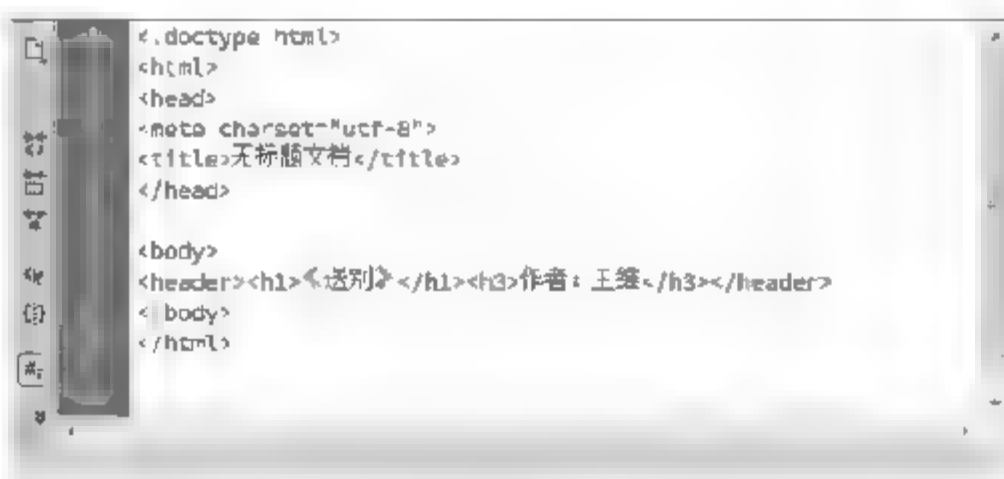 <!doctype html>
<html>
<head>
<meta charset="utf-8">
<title>无标题文档</title>
</head>
<body>
<header><h1>《送别》</h1><h3>作者：王维</h3></header>
</body>
</html>